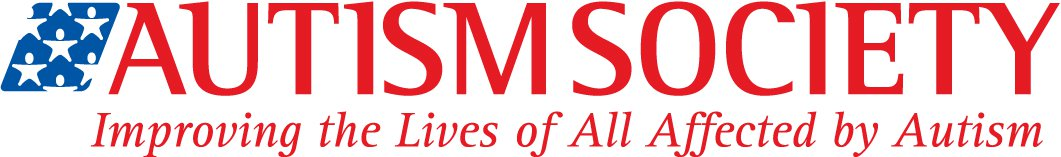 AUTISM SOCIETY
Improving the Lives of All Affected by Autism